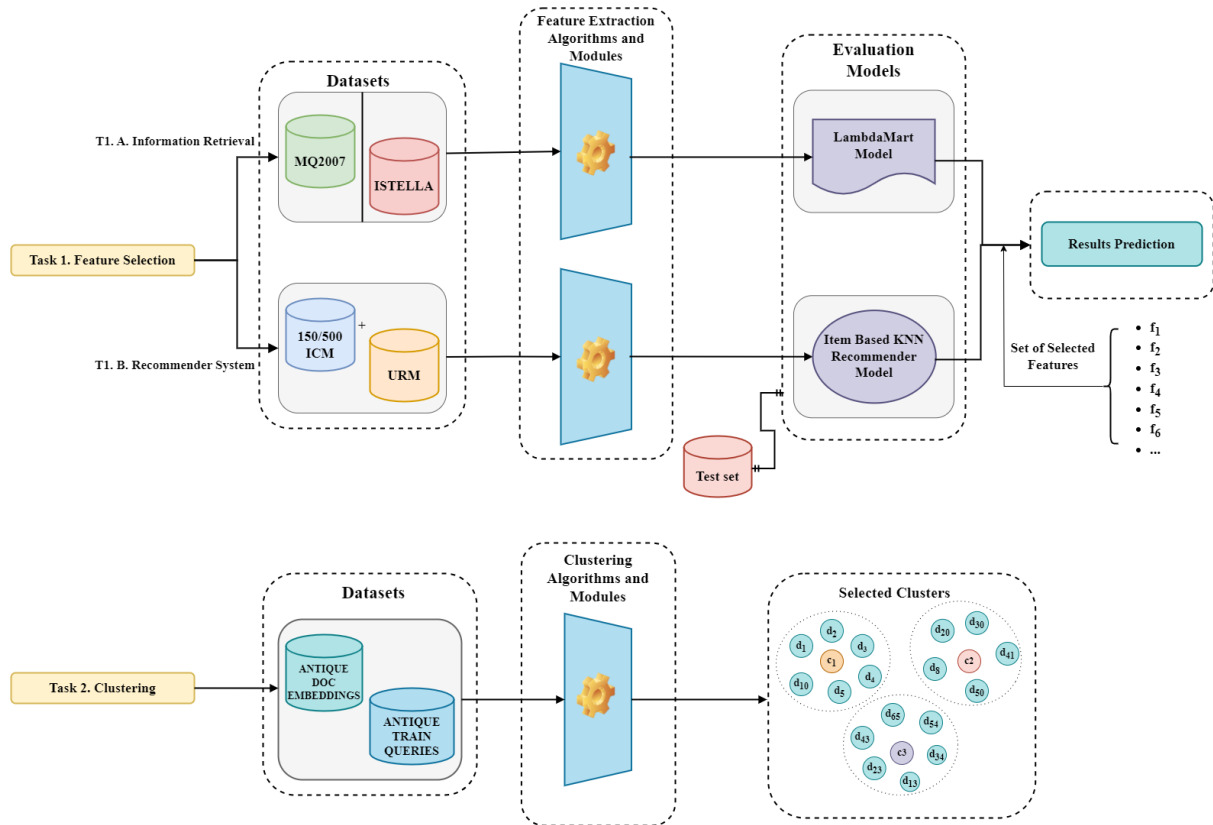 Task 1. Feature Selection
T1. A. Information Retrieval
T1. B. Recommender System
Datasets
MQ2007
ISTELLA
150/500
ICM
+
URM
Feature Extraction
Algorithms and
Modules
Evaluation
Models
LambdaMart
Model
Item Based KNN
Recommender
Model
Test set
Results Prediction
Set of Selected
Features
• f₁
• f₂
• f₃
• f₄
• f₅
• f₆
• ...
Task 2. Clustering
Datasets
ANTIQUE
DOC
EMBEDDINGS
ANTIQUE
TRAIN
QUERIES
Clustering
Algorithms and
Modules
Selected Clusters
d₁
d₂
d₃
c₁
d₁₀
d₅
d₄
d₂₀
d₃₀
d₄₁
c2
d₈
d₅₀
d₆₅
d₅₄
d₄₃
c3
d₃₄
d₂₃
d₁₃